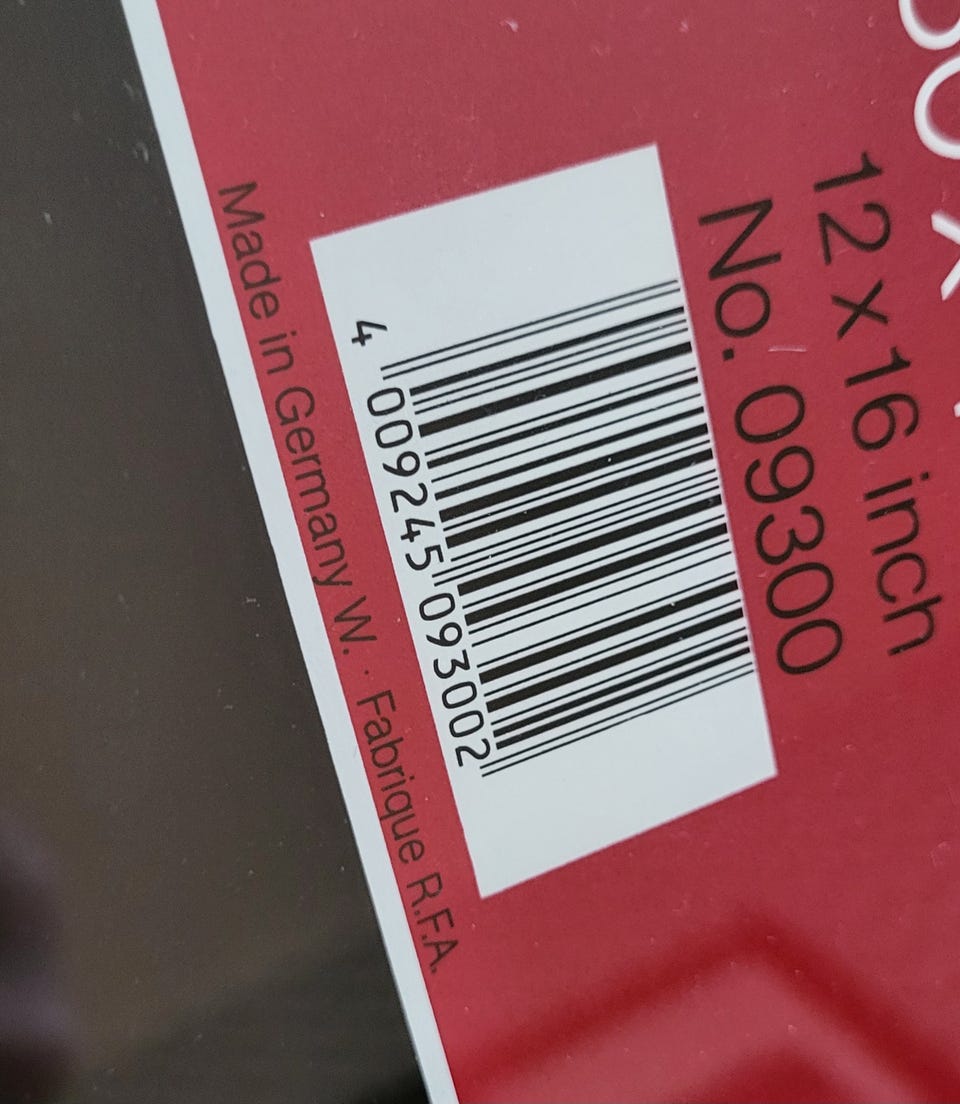 12 x 16 inch
No. 09300
4 009245 093002
Made in Germany W. · Fabrique R.F.A.